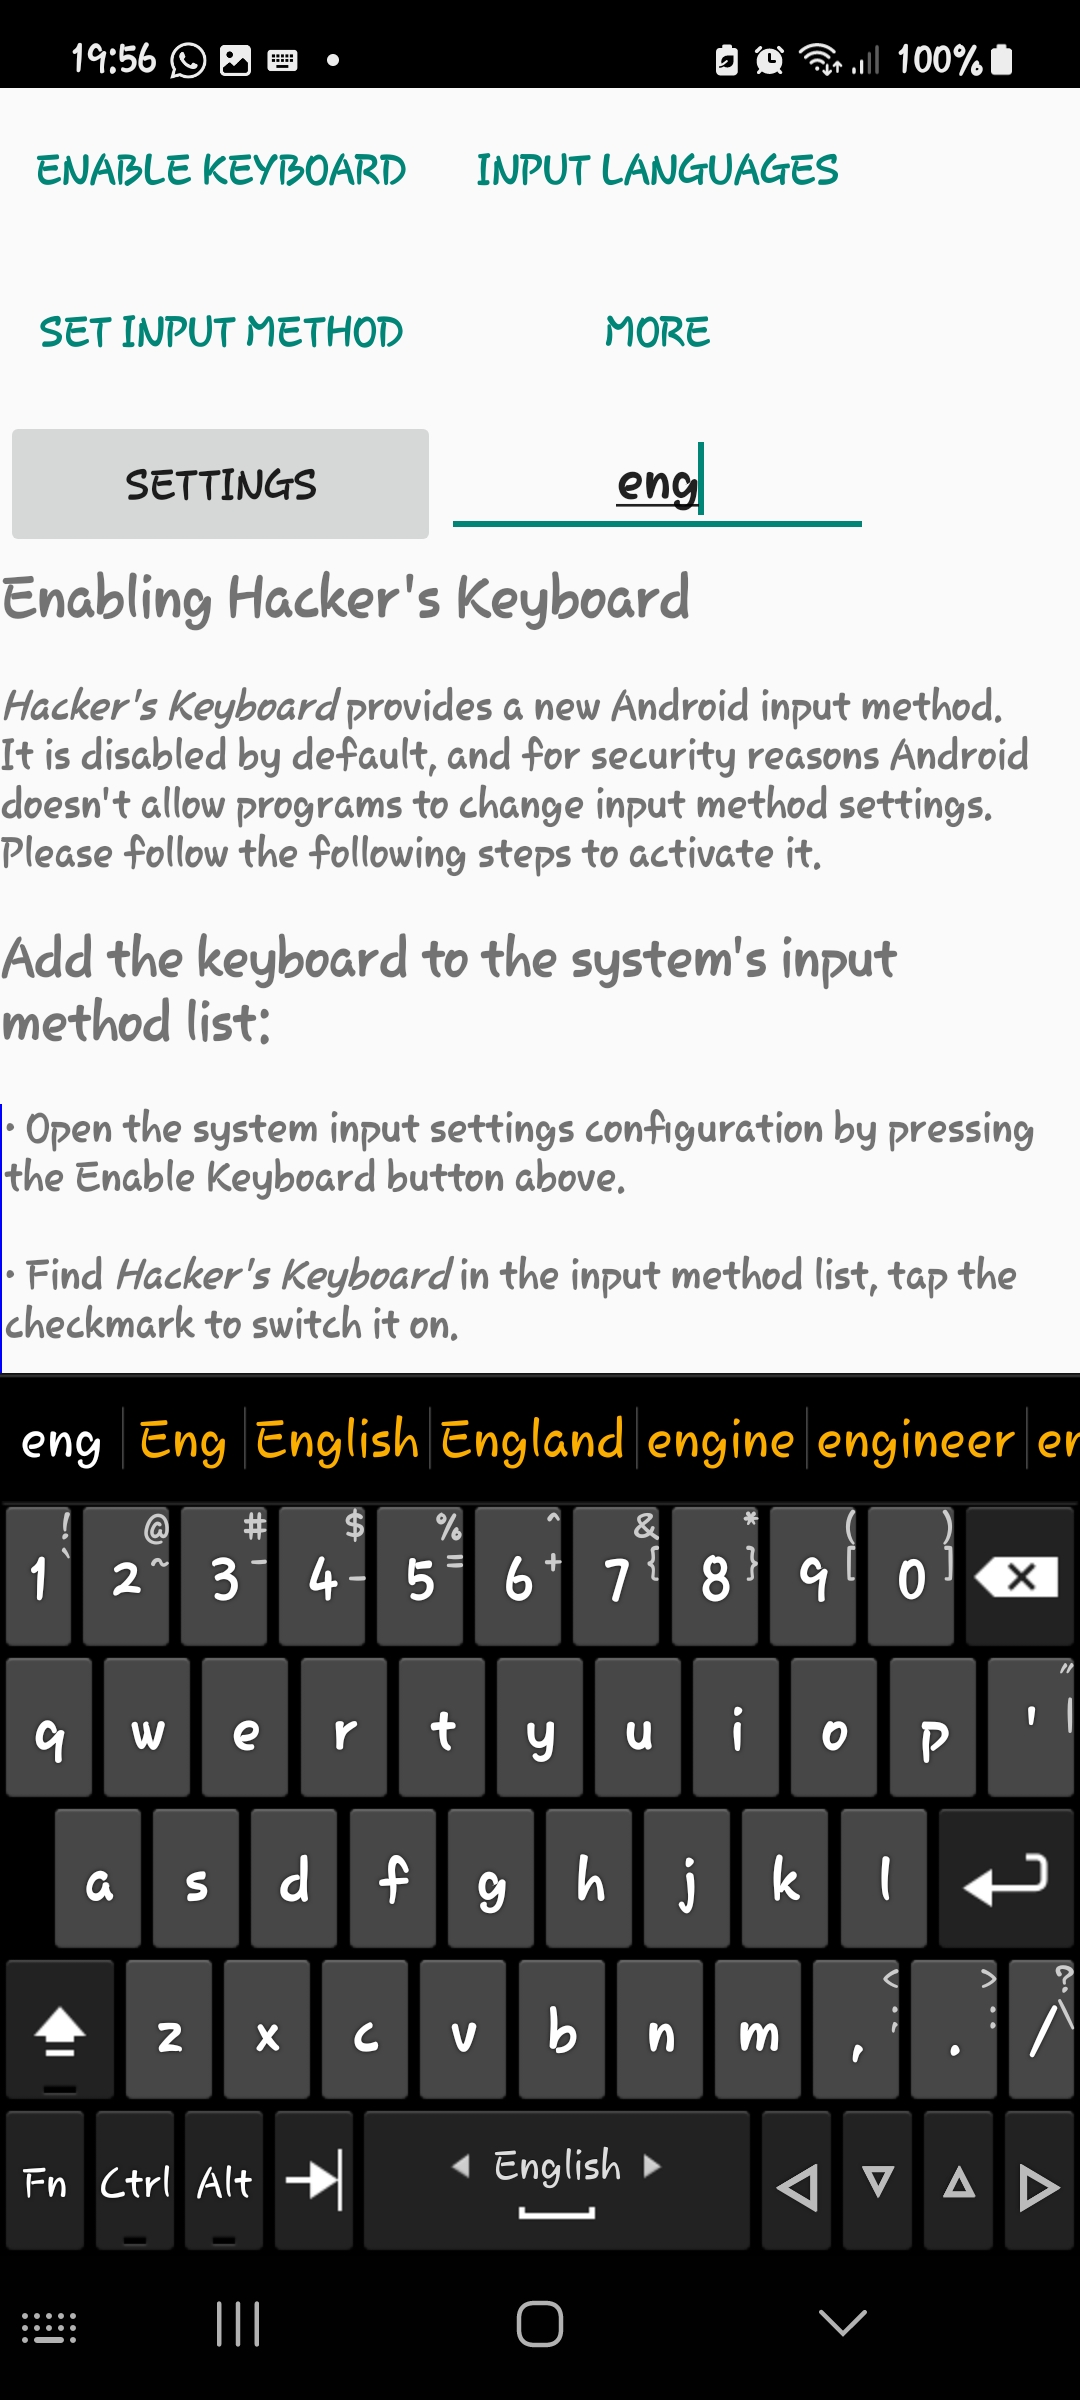 19:56 100%
ENABLE KEYBOARD INPUT LANGUAGES
SET INPUT METHOD MORE
SETTINGS eng
Enabling Hacker's Keyboard
Hacker's Keyboard provides a new Android input method.
It is disabled by default, and for security reasons Android
doesn't allow programs to change input method settings.
Please follow the following steps to activate it.
Add the keyboard to the system's input
method list:
· Open the system input settings configuration by pressing
the Enable Keyboard button above.
· Find Hacker's Keyboard in the input method list, tap the
checkmark to switch it on.
eng Eng English England engine engineer
! @ # $ % ^ & * ( )
1 ` 2 ~ 3 – 4 – 5 = 6 + 7 { 8 } 9 [ 0 ]
q w e r t y u i o p ' " |
a s d f g h j k l
z x c v b n m , < ; . > : / ? \
Fn Ctrl Alt English